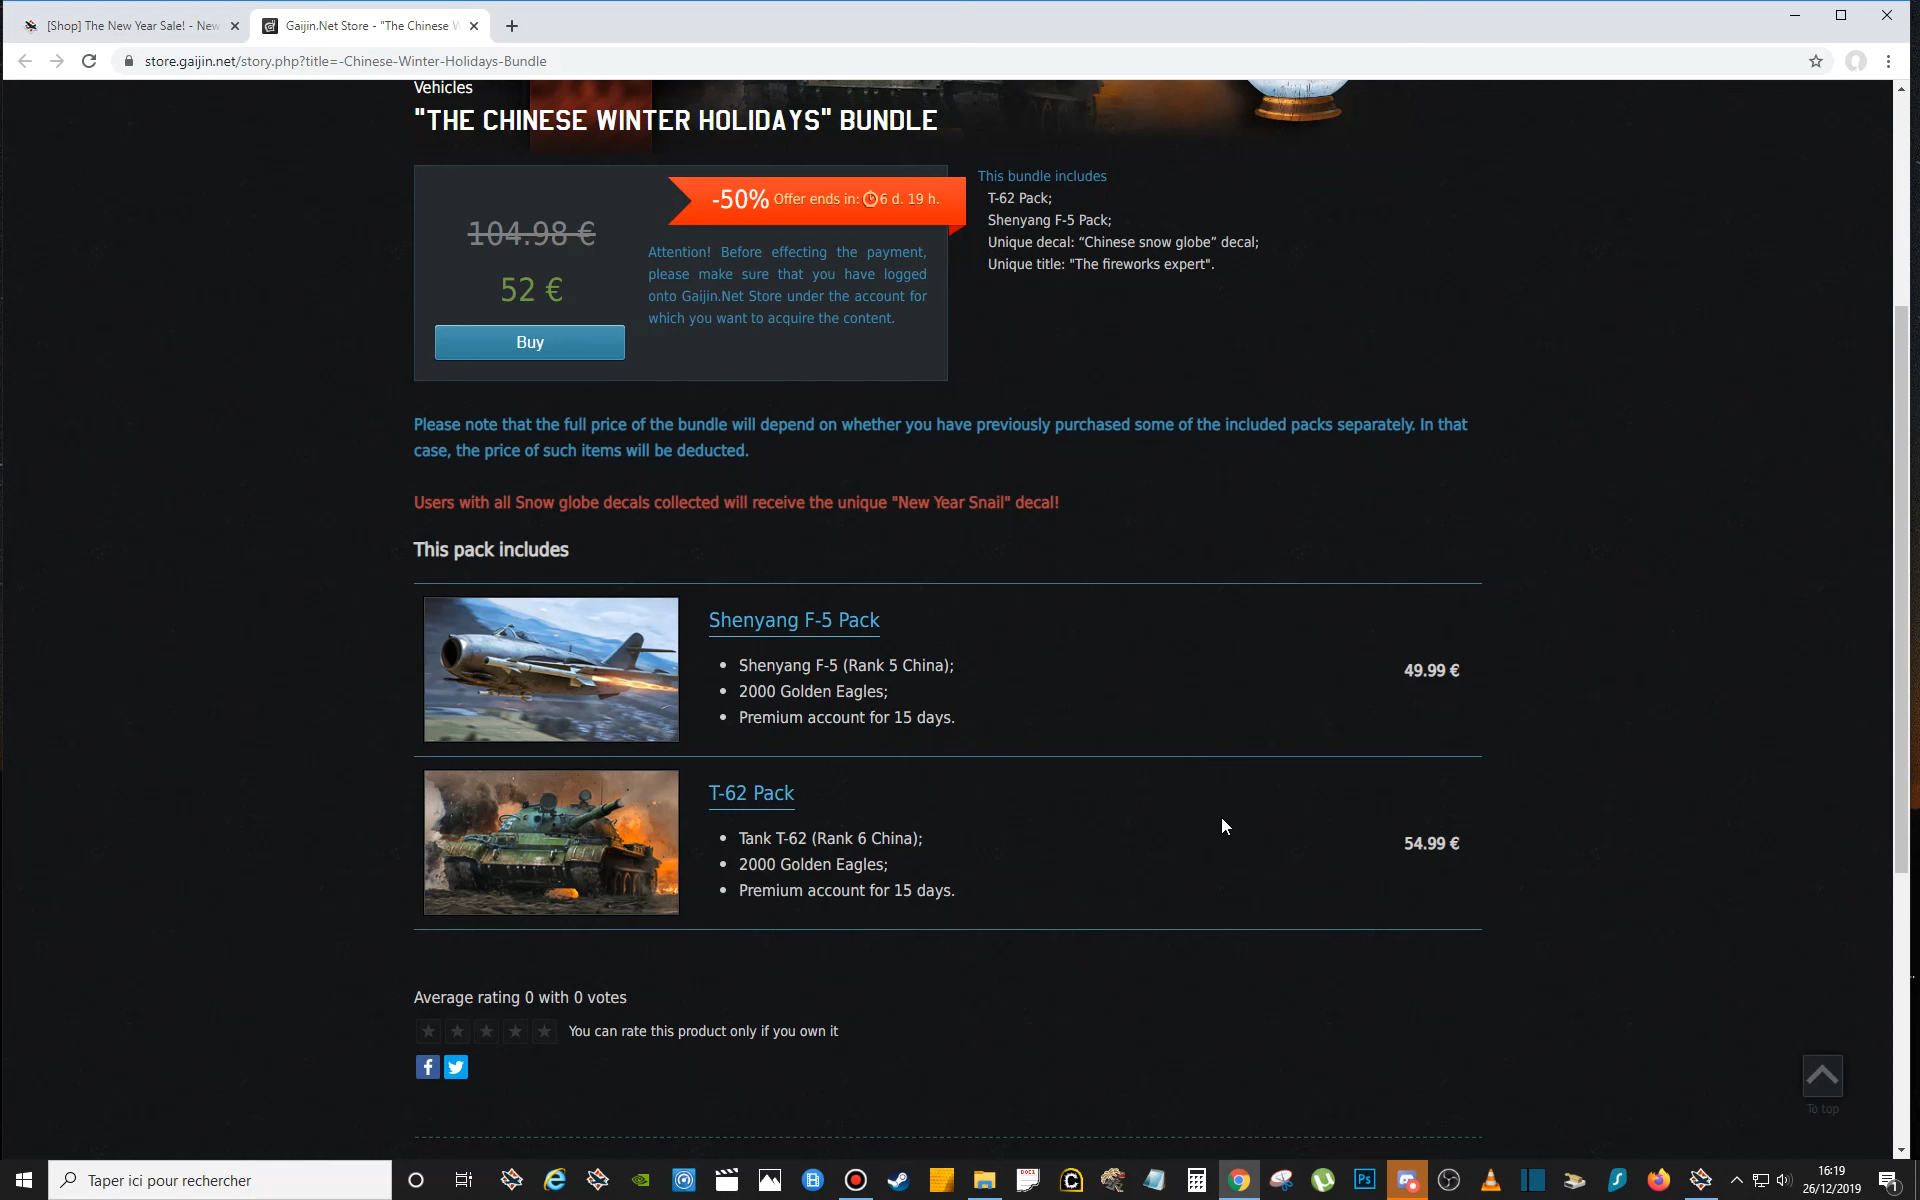 [Shop] The New Year Sale! - New
Gaijin.Net Store - "The Chinese W
store.gaijin.net/story.php?title=-Chinese-Winter-Holidays-Bundle
Vehicles
"THE CHINESE WINTER HOLIDAYS" BUNDLE
104.98 €
52 €
Buy
-50% Offer ends in: 6 d. 19 h.
Attention! Before effecting the payment,
please make sure that you have logged
onto Gaijin.Net Store under the account for
which you want to acquire the content.
This bundle includes
T-62 Pack;
Shenyang F-5 Pack;
Unique decal: “Chinese snow globe” decal;
Unique title: "The fireworks expert".
Please note that the full price of the bundle will depend on whether you have previously purchased some of the included packs separately. In that
case, the price of such items will be deducted.
Users with all Snow globe decals collected will receive the unique "New Year Snail" decal!
This pack includes
Shenyang F-5 Pack
• Shenyang F-5 (Rank 5 China);
• 2000 Golden Eagles;
• Premium account for 15 days.
49.99 €
T-62 Pack
• Tank T-62 (Rank 6 China);
• 2000 Golden Eagles;
• Premium account for 15 days.
54.99 €
Average rating 0 with 0 votes
You can rate this product only if you own it
To top
Taper ici pour rechercher
16:19
26/12/2019